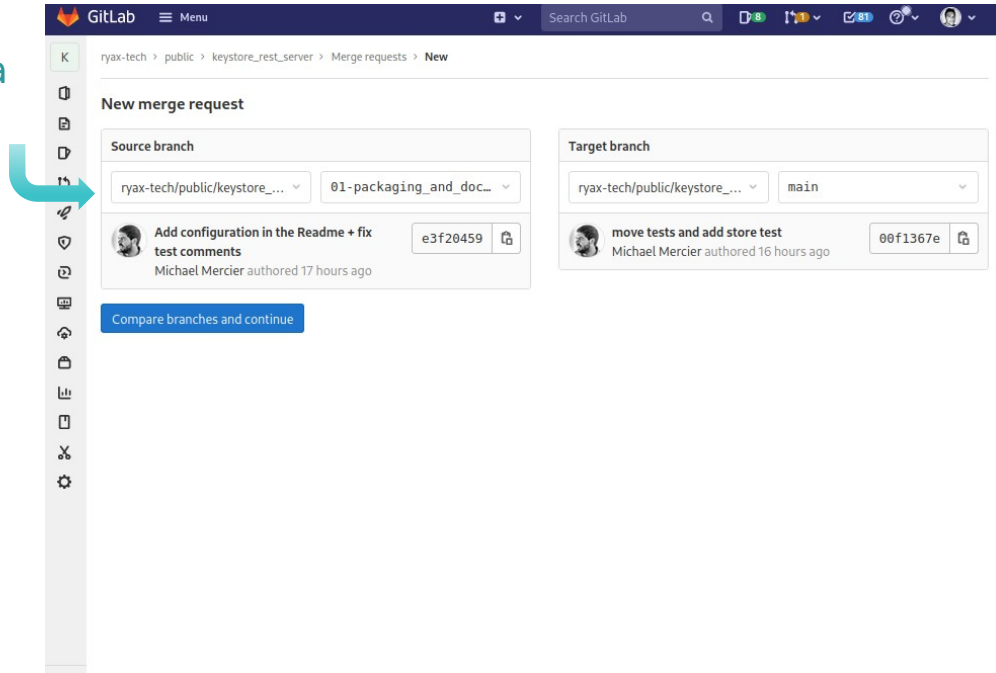 GitLab Menu Search GitLab 8 1 81
a
K ryax-tech > public > keystore_rest_server > Merge requests > New
New merge request
Source branch
ryax-tech/public/keystore_... 01-packaging_and_doc…
Add configuration in the Readme + fix
test comments
e3f20459
Michael Mercier authored 17 hours ago
Target branch
ryax-tech/public/keystore_... main
move tests and add store test
00f1367e
Michael Mercier authored 16 hours ago
Compare branches and continue